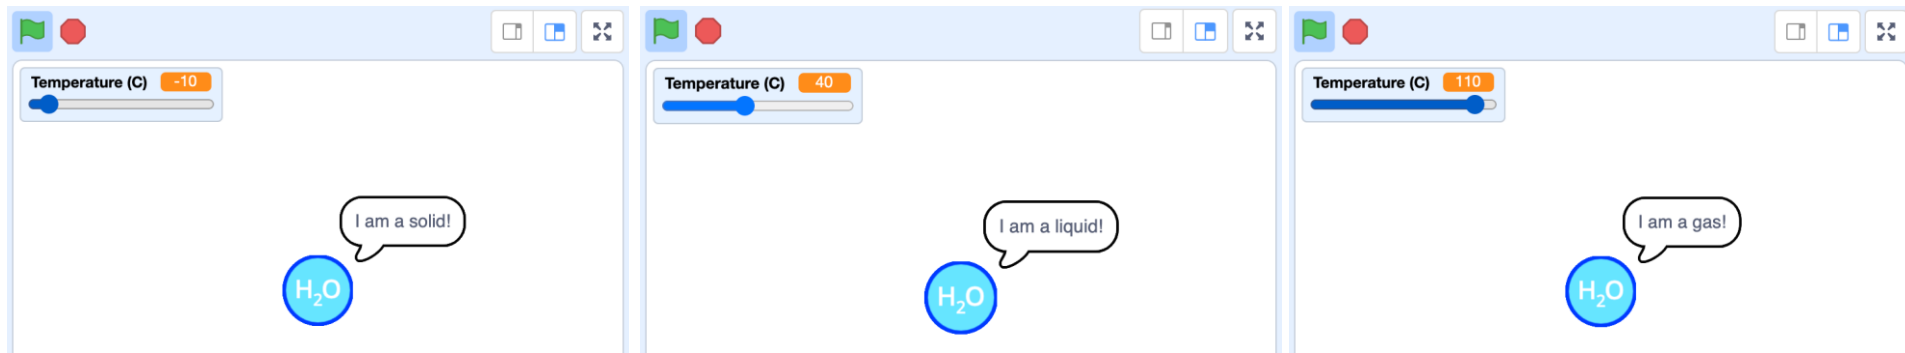 Temperature (C) -10
I am a solid!
H₂O
Temperature (C) 40
I am a liquid!
H₂O
Temperature (C) 110
I am a gas!
H₂O